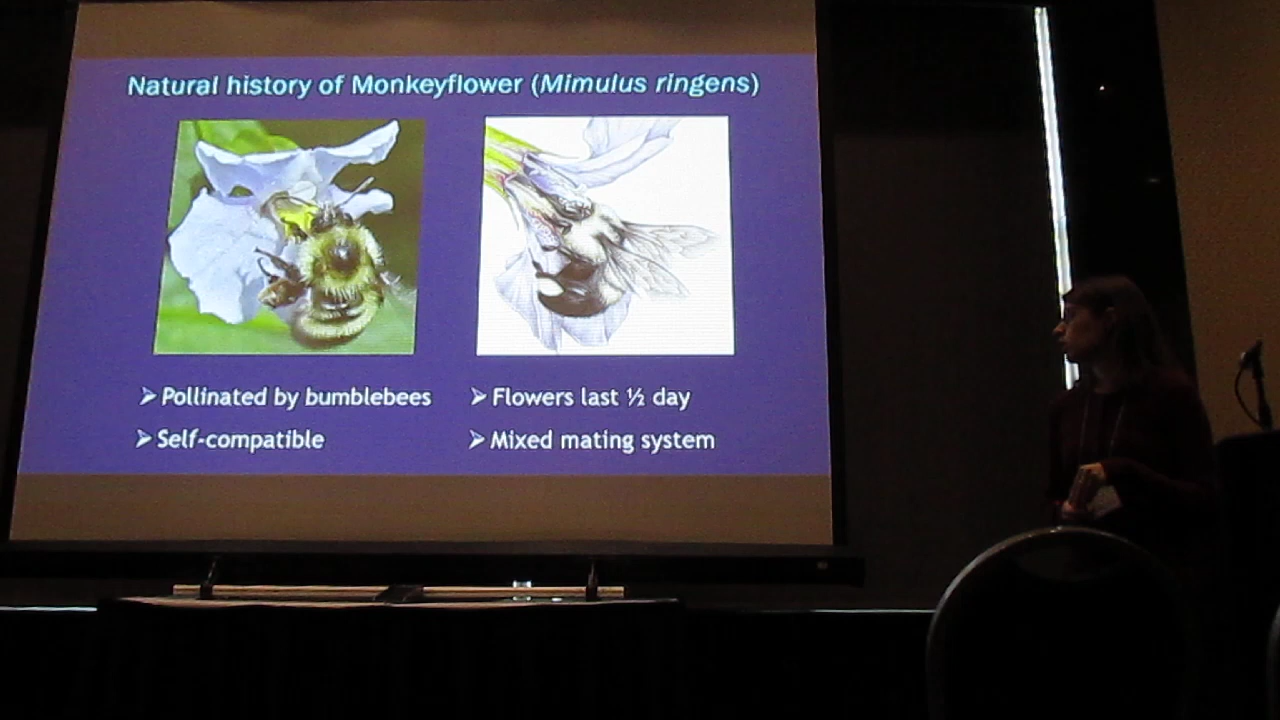 Natural history of Monkeyflower (Mimulus ringens)
➢ Pollinated by bumblebees
➢ Self-compatible
➢ Flowers last ½ day
➢ Mixed mating system